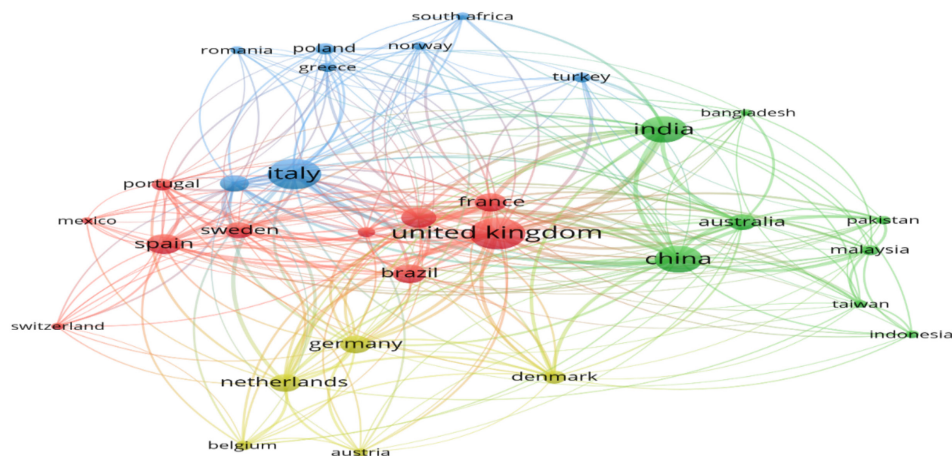 south africa
romania
poland
norway
greece
turkey
bangladesh
india
italy
portugal
france
mexico
sweden
united kingdom
australia
pakistan
spain
malaysia
china
brazil
taiwan
switzerland
indonesia
germany
netherlands
denmark
belgium
austria